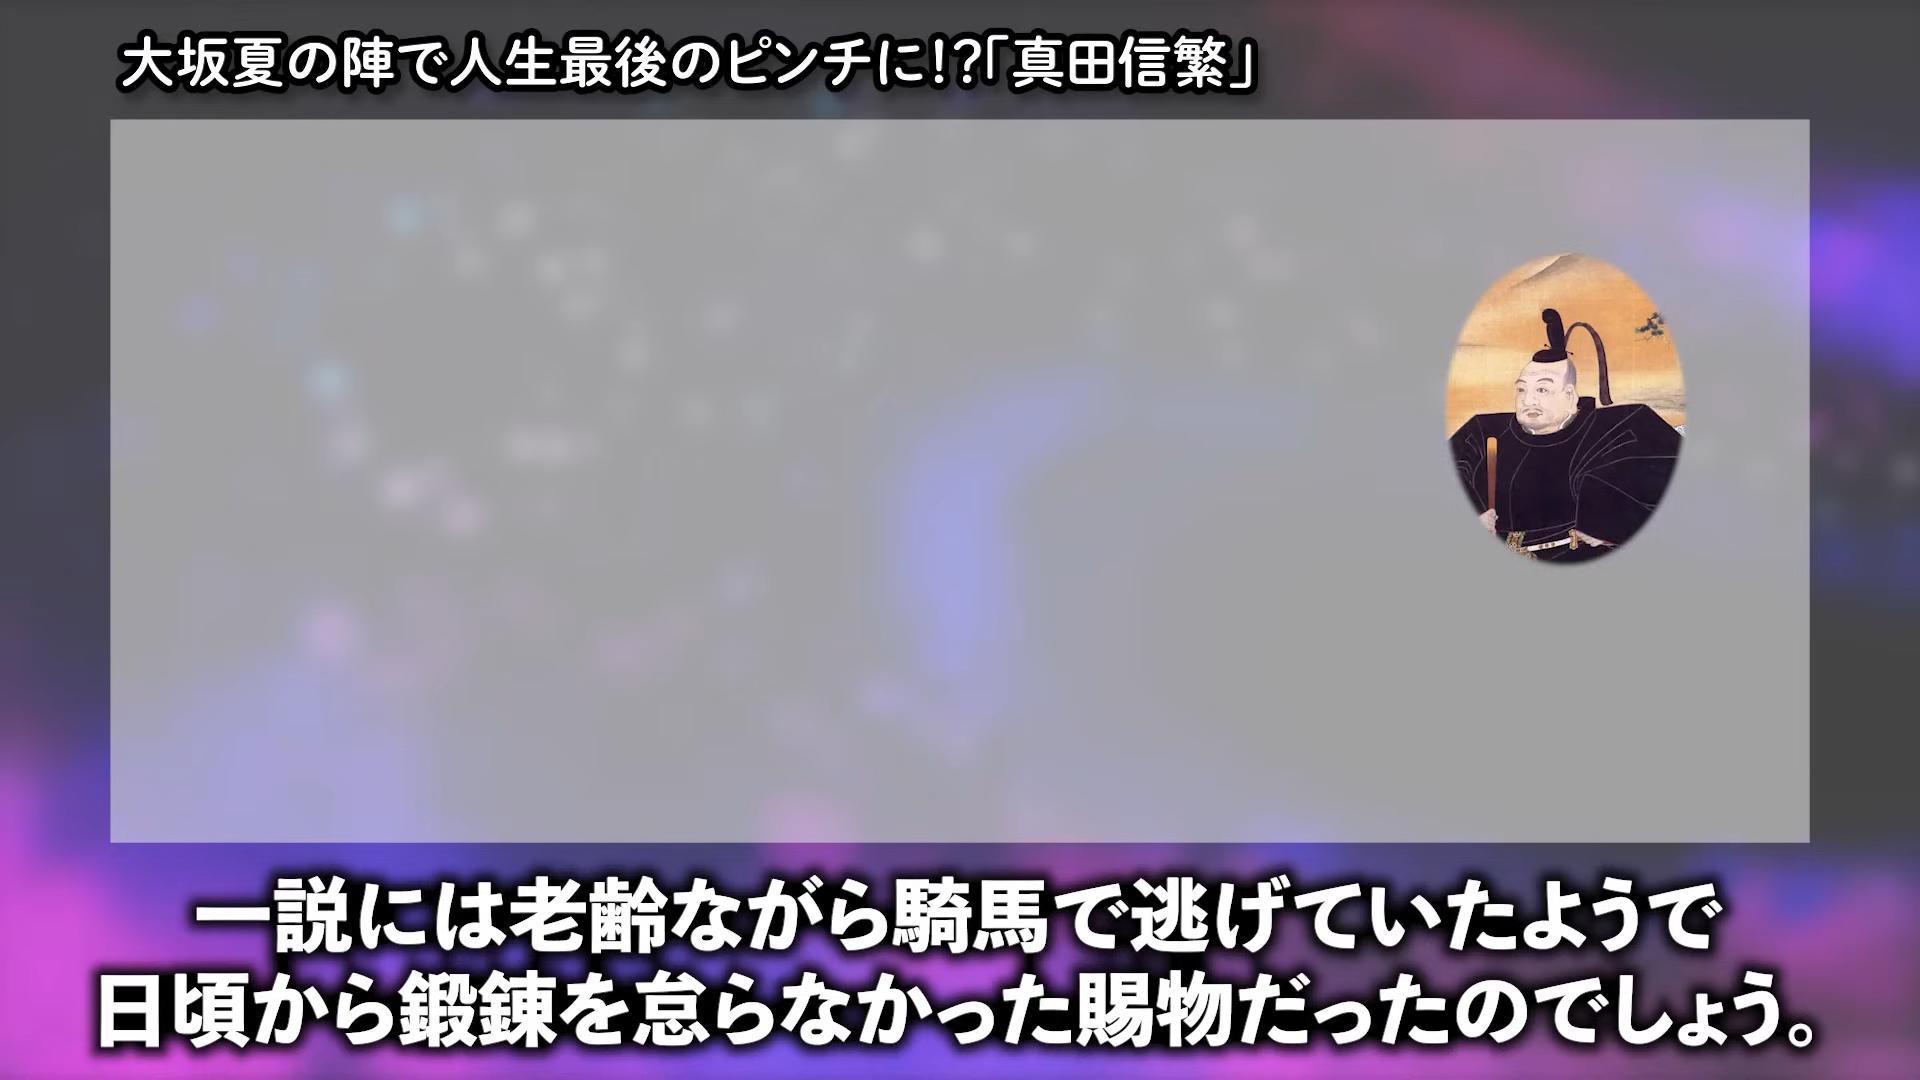 大坂夏の陣で人生最後のピンチに!?「真田信繁」
一説には老齢ながら騎馬で逃げていたようで
日頃から鍛錬を怠らなかった賜物だったのでしょう。